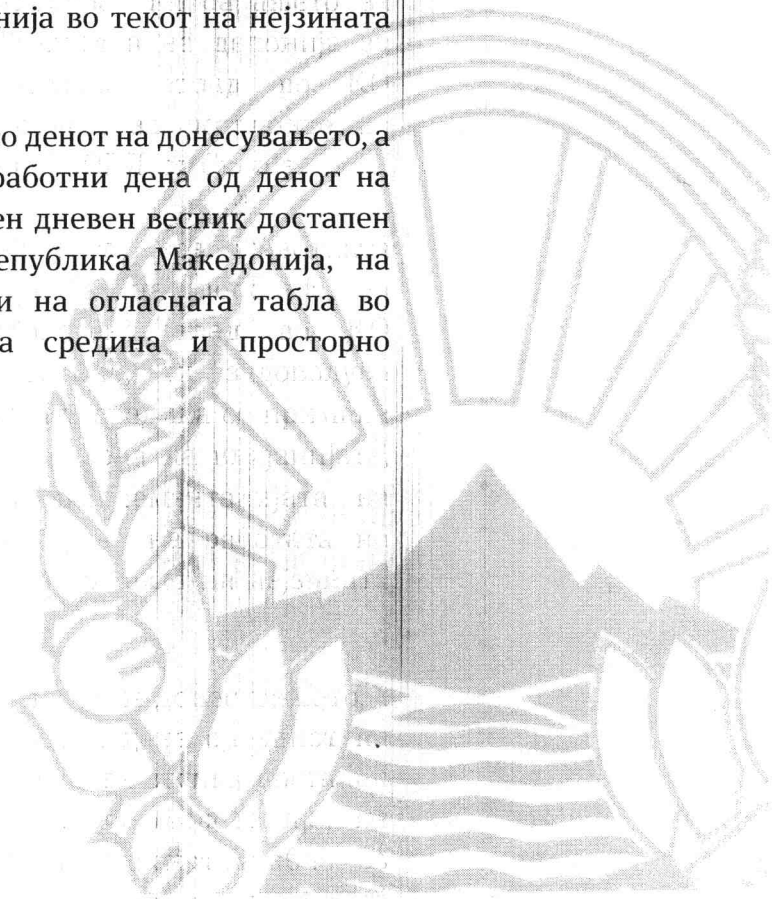 нија во текот на нејзината
о денот на донесувањето, а
работни дена од денот на
ен дневен весник достапен
епублика Македонија, на
и на огласната табла во
а средина и просторно